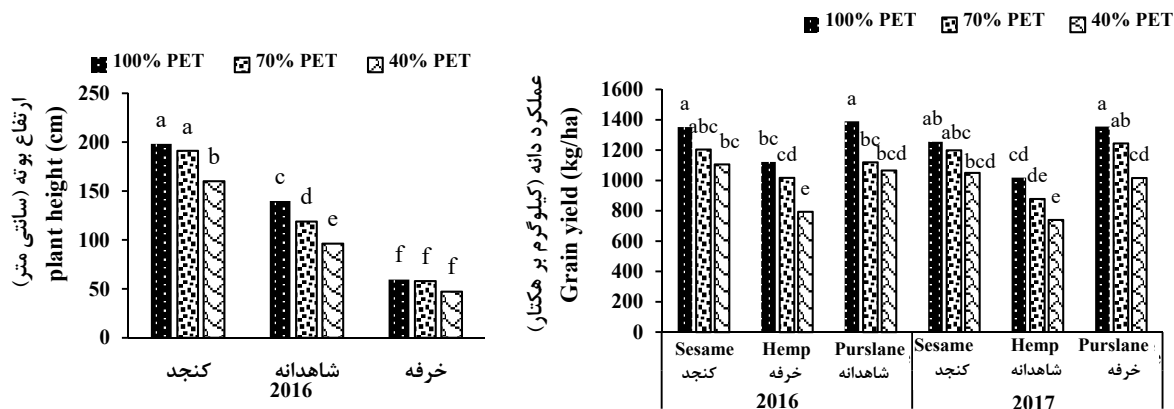 100% PET 70% PET 40% PET
ارتفاع بوته (سانتی متر)
plant height (cm)
250
200
150
100
50
0
a a b
c d e
f f f
کنجد شاهدانه خرفه
2016
100% PET 70% PET 40% PET
عملکرد دانه (کیلوگرم بر هکتار)
Grain yield (kg/ha)
1600
1400
1200
1000
800
600
400
200
0
a abc bc
bc cd e
a bc bcd
ab abc bcd
cd de e
a ab cd
Sesame Hemp Purslane Sesame Hemp Purslane
کنجد خرفه شاهدانه کنجد شاهدانه خرفه
2016 2017